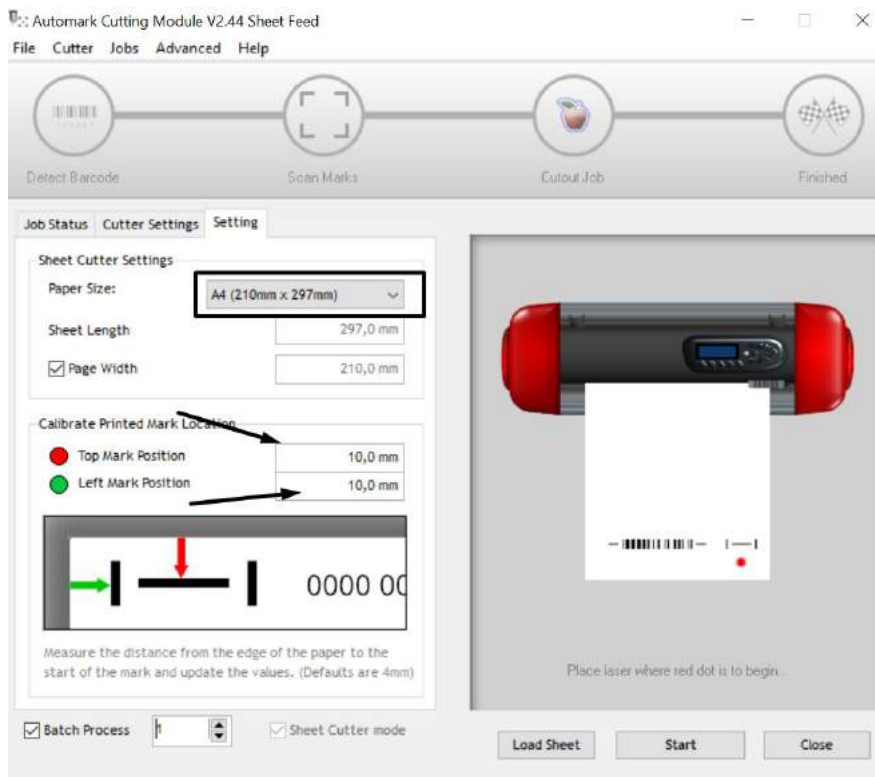 Automark Cutting Module V2.44 Sheet Feed
File Cutter Jobs Advanced Help
Detect Barcode Scan Marks Cutout Job Finished
Job Status Cutter Settings Setting
Sheet Cutter Settings
Paper Size: A4 (210mm x 297mm)
Sheet Length 297,0 mm
Page Width 210,0 mm
Calibrate Printed Mark Location
Top Mark Position 10,0 mm
Left Mark Position 10,0 mm
0000 00
Measure the distance from the edge of the paper to the
start of the mark and update the values. (Defaults are 4mm)
Place laser where red dot is to begin..
Batch Process 1 Sheet Cutter mode
Load Sheet Start Close